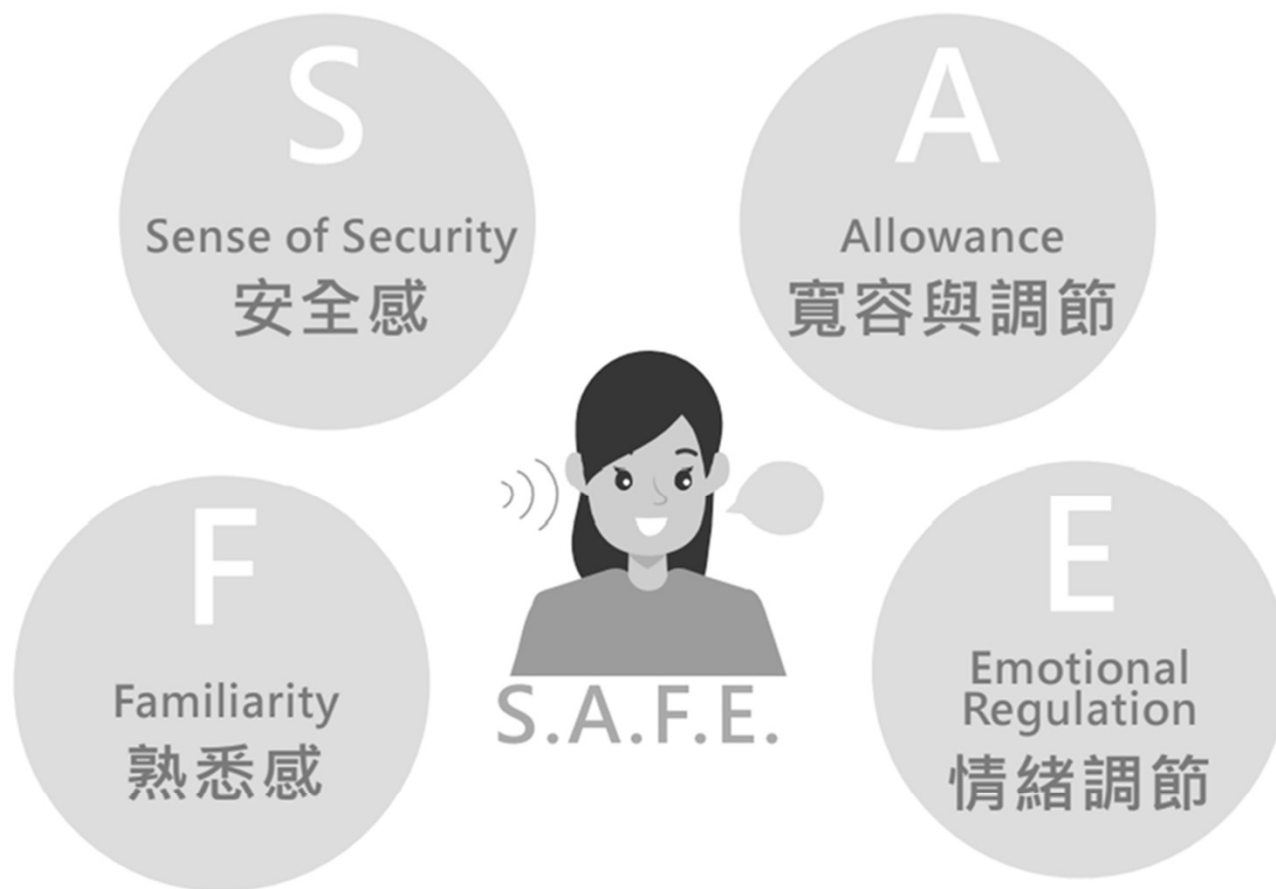 S
Sense of Security
安全感
A
Allowance
寬容與調節
F
Familiarity
熟悉感
E
Emotional
Regulation
情緒調節
S.A.F.E.